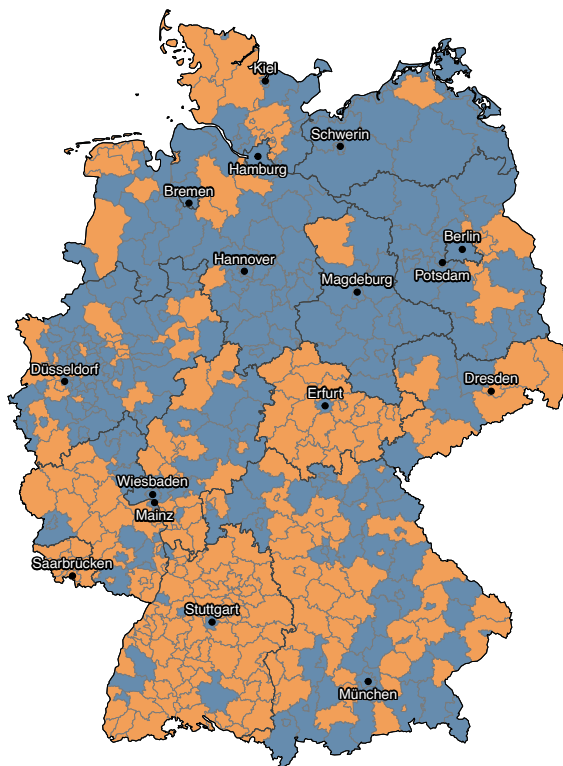 Kiel
Schwerin
Hamburg
Bremen
Berlin
Hannover
Potsdam
Magdeburg
Düsseldorf
Dresden
Erfurt
Wiesbaden
Mainz
Saarbrücken
Stuttgart
München